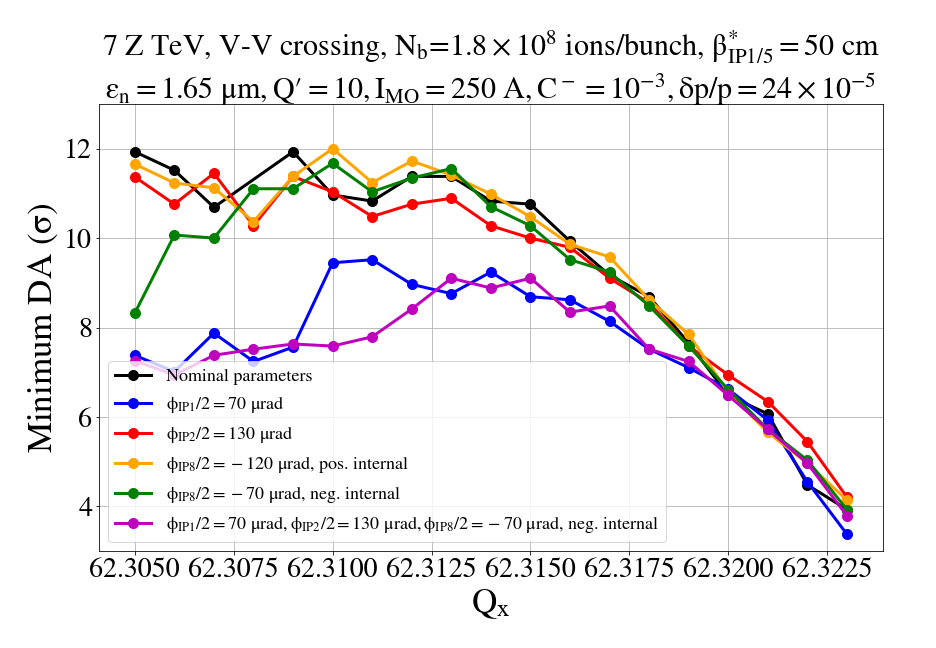 7 Z TeV, V-V crossing, N_b=1.8 × 10^8 ions/bunch, β*_IP1/5 = 50 cm
ε_n = 1.65 μm, Q′ = 10, I_MO = 250 A, C^− = 10^−3, δp/p = 24 × 10^−5
Minimum DA (σ)
12
10
8
6
4
Nominal parameters
ϕ_IP1/2 = 70 μrad
ϕ_IP2/2 = 130 μrad
ϕ_IP8/2 = −120 μrad, pos. internal
ϕ_IP8/2 = −70 μrad, neg. internal
ϕ_IP1/2 = 70 μrad, ϕ_IP2/2 = 130 μrad, ϕ_IP8/2 = −70 μrad, neg. internal
62.3050 62.3075 62.3100 62.3125 62.3150 62.3175 62.3200 62.3225
Q_x